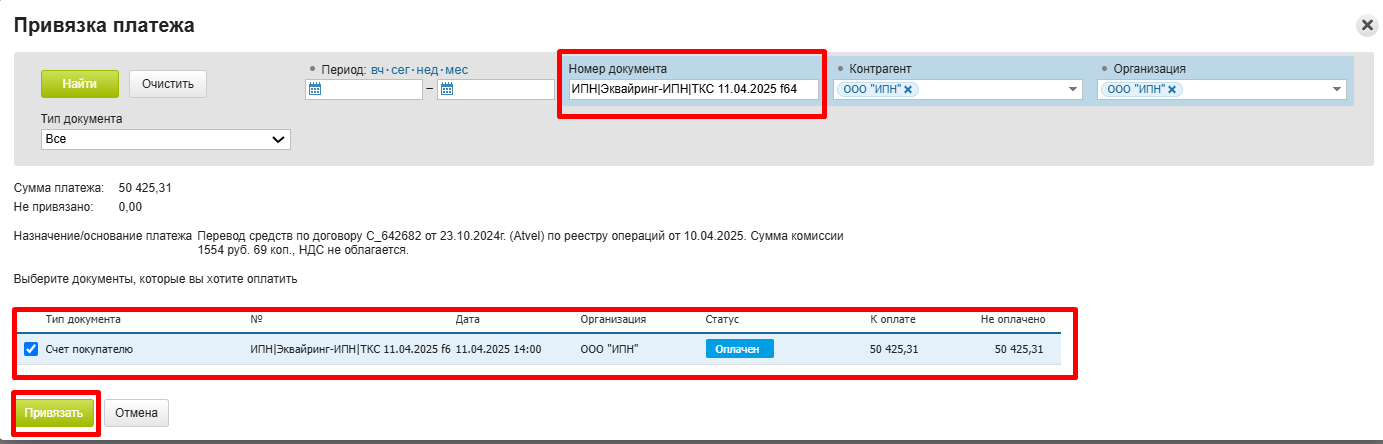 Привязка платежа
Найти
Очистить
Период: вч·сег·нед·мес
–
Номер документа
ИПН|Эквайринг-ИПН|ТКС 11.04.2025 f64
Контрагент
ООО "ИПН"
Организация
ООО "ИПН"
Тип документа
Все
Сумма платежа: 50 425,31
Не привязано: 0,00
Назначение/основание платежа Перевод средств по договору С_642682 от 23.10.2024г. (Atvel) по реестру операций от 10.04.2025. Сумма комиссии
1554 руб. 69 коп., НДС не облагается.
Выберите документы, которые вы хотите оплатить
Тип документа № Дата Организация Статус К оплате Не оплачено
Счет покупателю ИПН|Эквайринг-ИПН|ТКС 11.04.2025 f6 11.04.2025 14:00 ООО "ИПН" Оплачен 50 425,31 50 425,31
Привязать Отмена